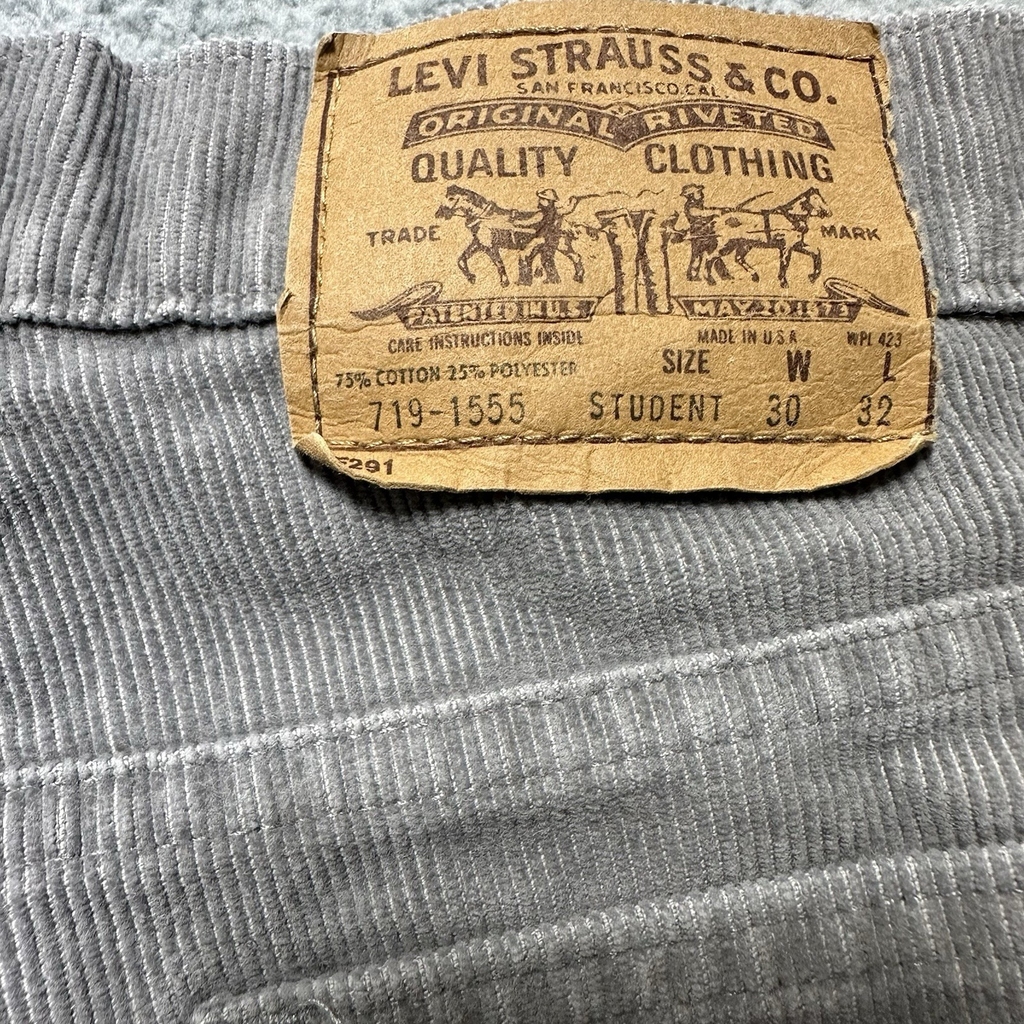 LEVI STRAUSS & CO.
SAN FRANCISCO, CAL.
ORIGINAL RIVETED
QUALITY CLOTHING
TRADE MARK
PATENTED IN U.S. MAY 20 1873
CARE INSTRUCTIONS INSIDE MADE IN U S A WPL 423
75% COTTON 25% POLYESTER SIZE W L
719-1555 STUDENT 30 32